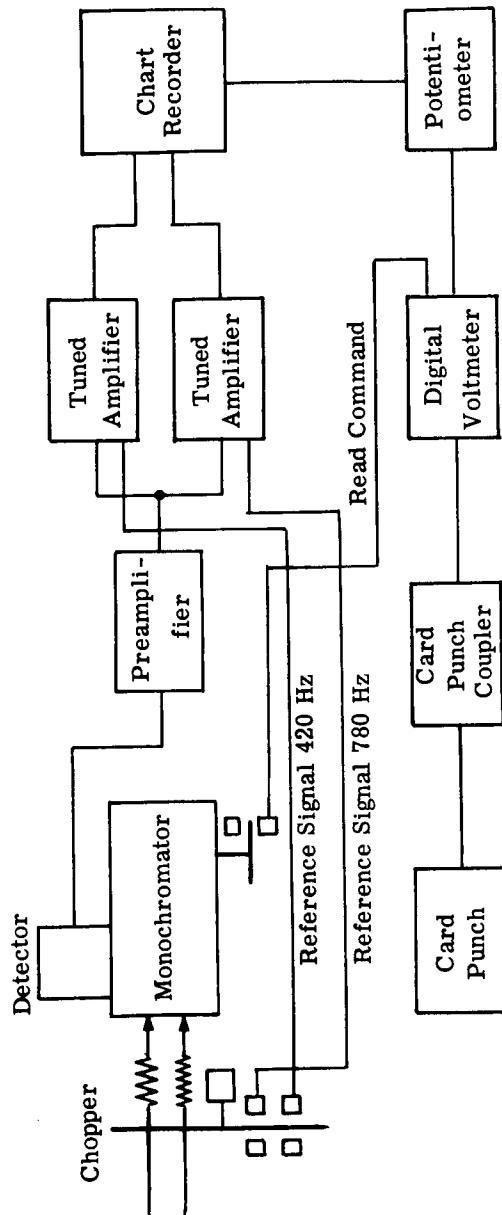 Chopper
Detector
Monochromator
Preampli-
fier
Tuned
Amplifier
Tuned
Amplifier
Chart
Recorder
Reference Signal 420 Hz
Reference Signal 780 Hz
Read Command
Card
Punch
Card
Punch
Coupler
Digital
Voltmeter
Potenti-
ometer